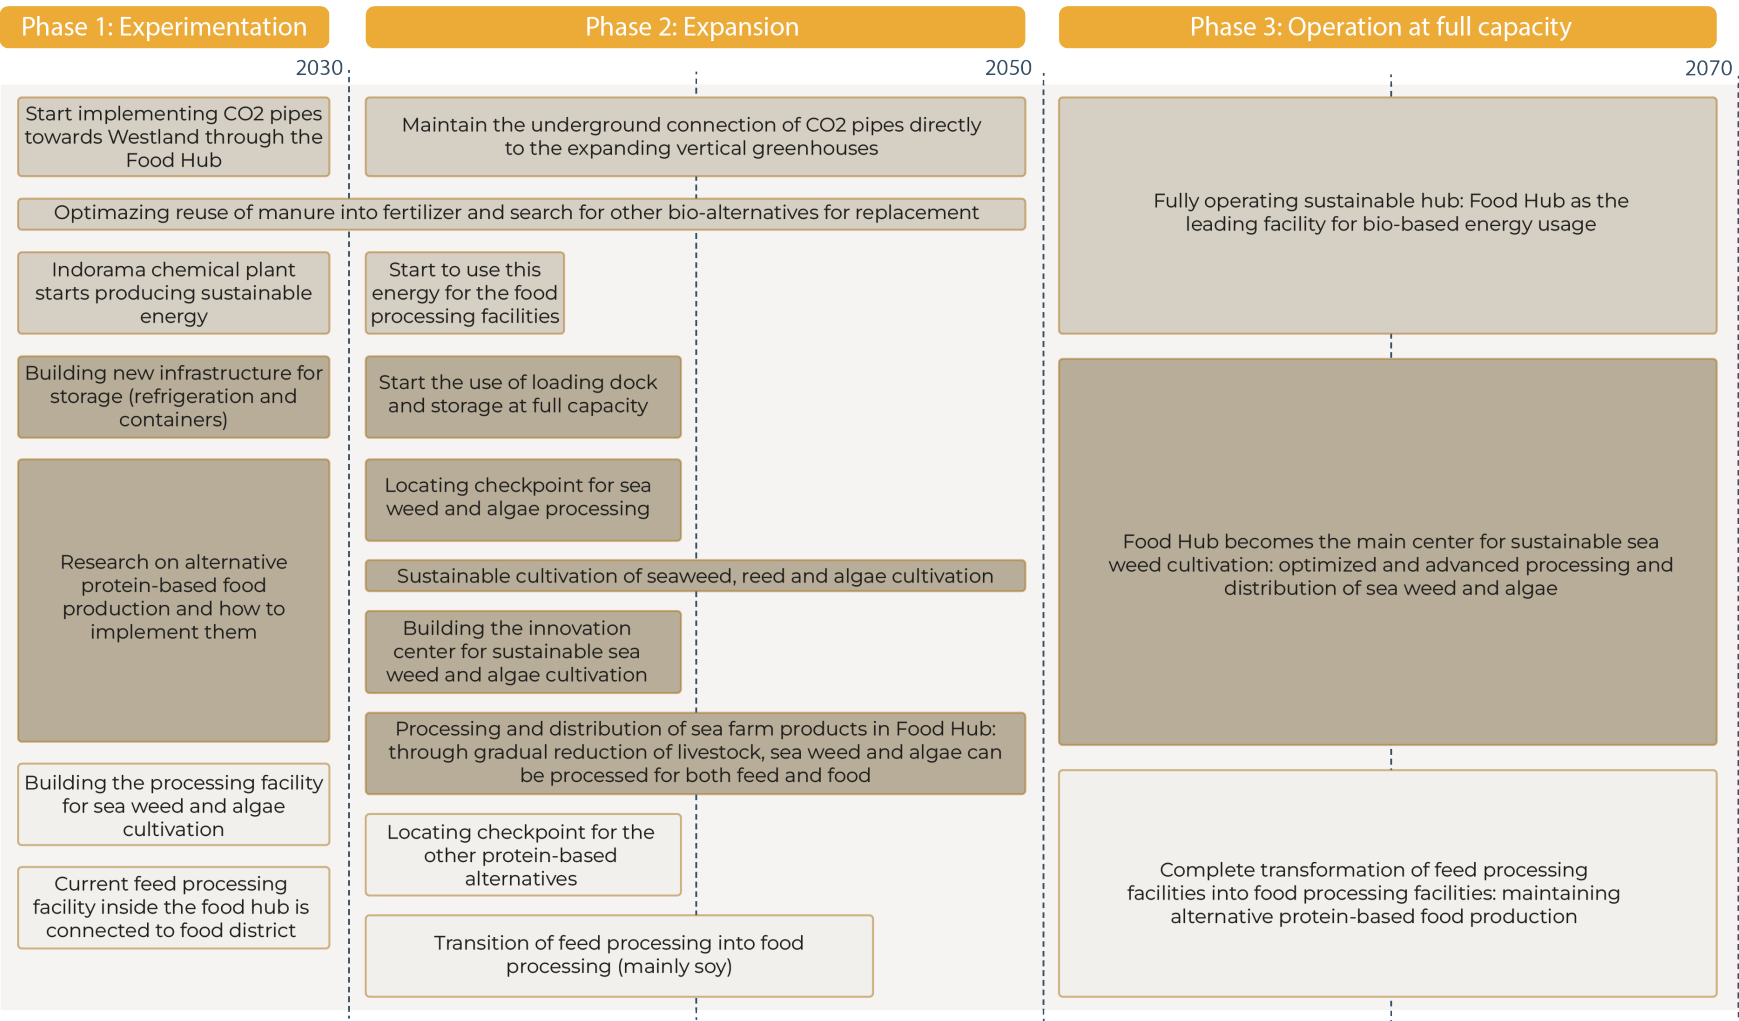 Phase 1: Experimentation
Phase 2: Expansion
Phase 3: Operation at full capacity
2030
2050
2070
Start implementing CO2 pipes
towards Westland through the
Food Hub
Maintain the underground connection of CO2 pipes directly
to the expanding vertical greenhouses
Fully operating sustainable hub: Food Hub as the
leading facility for bio-based energy usage
Optimazing reuse of manure into fertilizer and search for other bio-alternatives for replacement
Indorama chemical plant
starts producing sustainable
energy
Start to use this
energy for the food
processing facilities
Building new infrastructure for
storage (refrigeration and
containers)
Start the use of loading dock
and storage at full capacity
Research on alternative
protein-based food
production and how to
implement them
Locating checkpoint for sea
weed and algae processing
Sustainable cultivation of seaweed, reed and algae cultivation
Building the innovation
center for sustainable sea
weed and algae cultivation
Food Hub becomes the main center for sustainable sea
weed cultivation: optimized and advanced processing and
distribution of sea weed and algae
Processing and distribution of sea farm products in Food Hub:
through gradual reduction of livestock, sea weed and algae can
be processed for both feed and food
Building the processing facility
for sea weed and algae
cultivation
Locating checkpoint for the
other protein-based
alternatives
Current feed processing
facility inside the food hub is
connected to food district
Transition of feed processing into food
processing (mainly soy)
Complete transformation of feed processing
facilities into food processing facilities: maintaining
alternative protein-based food production